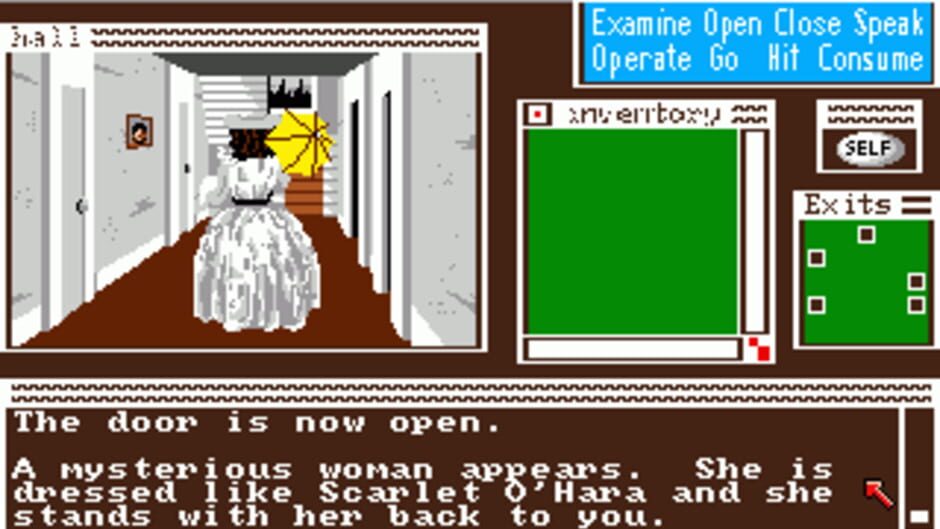 hall
Examine Open Close Speak
Operate Go Hit Consume
inventory
SELF
Exits
The door is now open.
A mysterious woman appears. She is
dressed like Scarlet O'Hara and she
stands with her back to you.